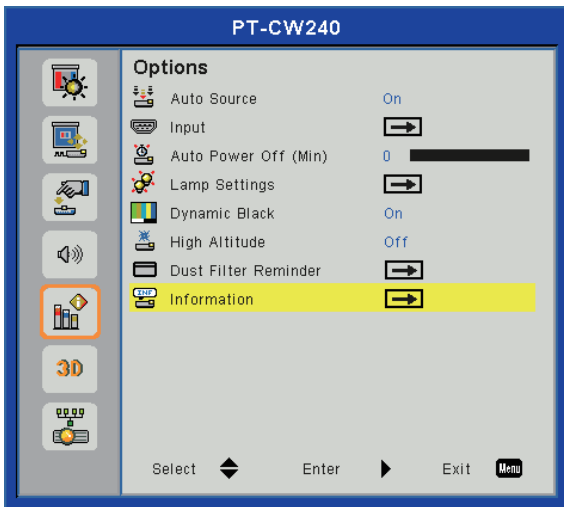 PT-CW240
Options
Auto Source On
Input
Auto Power Off (Min) 0
Lamp Settings
Dynamic Black On
High Altitude Off
Dust Filter Reminder
INF Information
3D
Select Enter Exit Menu